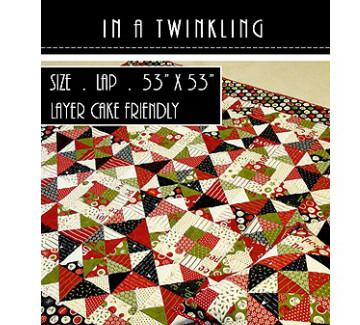 IN A TWINKLING
SIZE . LAP . 53" X 53"
LAYER CAKE FRIENDLY